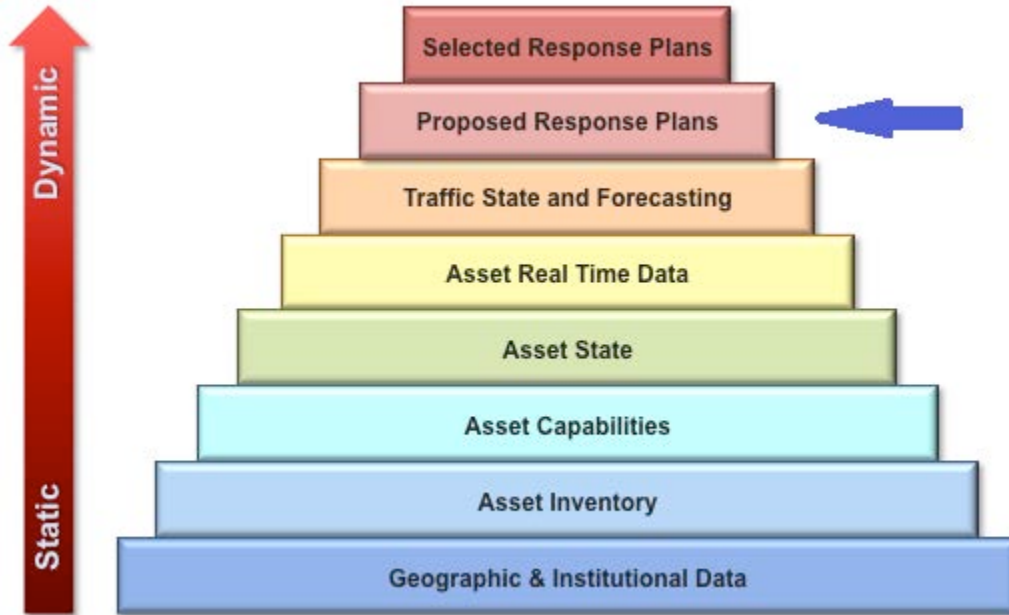 Dynamic
Static
Selected Response Plans
Proposed Response Plans
Traffic State and Forecasting
Asset Real Time Data
Asset State
Asset Capabilities
Asset Inventory
Geographic & Institutional Data